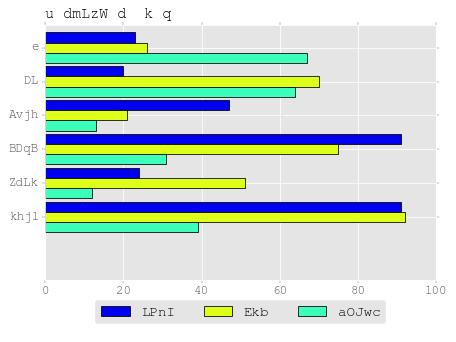 u dmLzW d  k q
e
DL
Avjh
BDqB
ZdLk
khjl
0 20 40 60 80 100
LPnI Ekb aOJwc